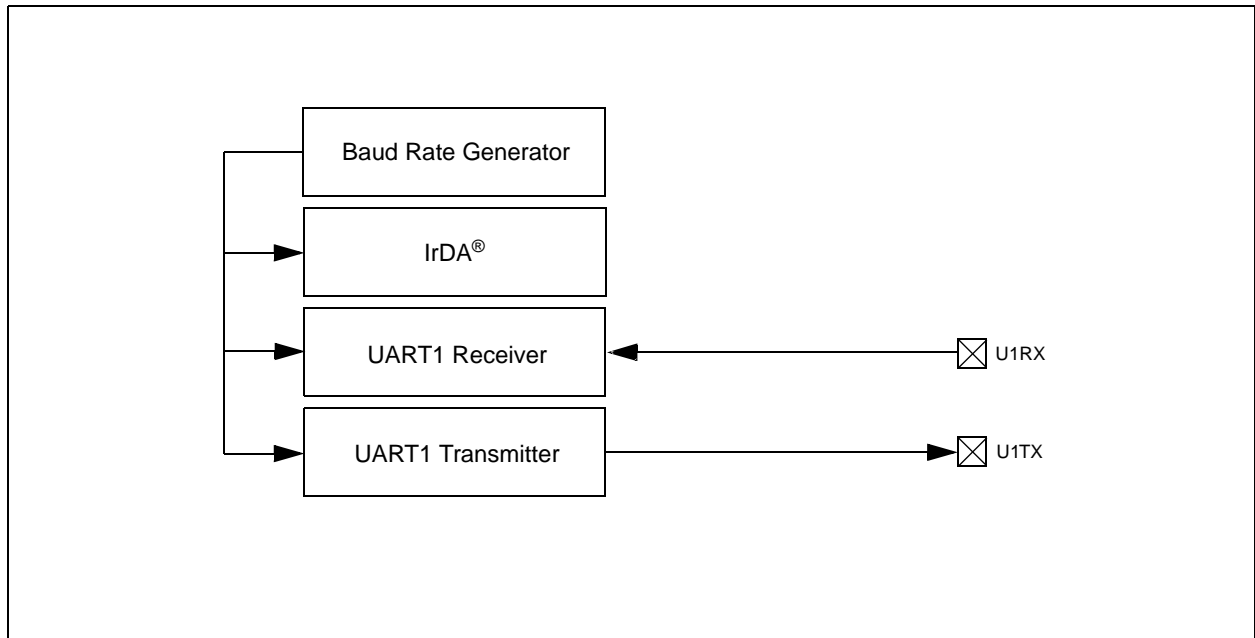 Baud Rate Generator
IrDA®
UART1 Receiver
U1RX
UART1 Transmitter
U1TX